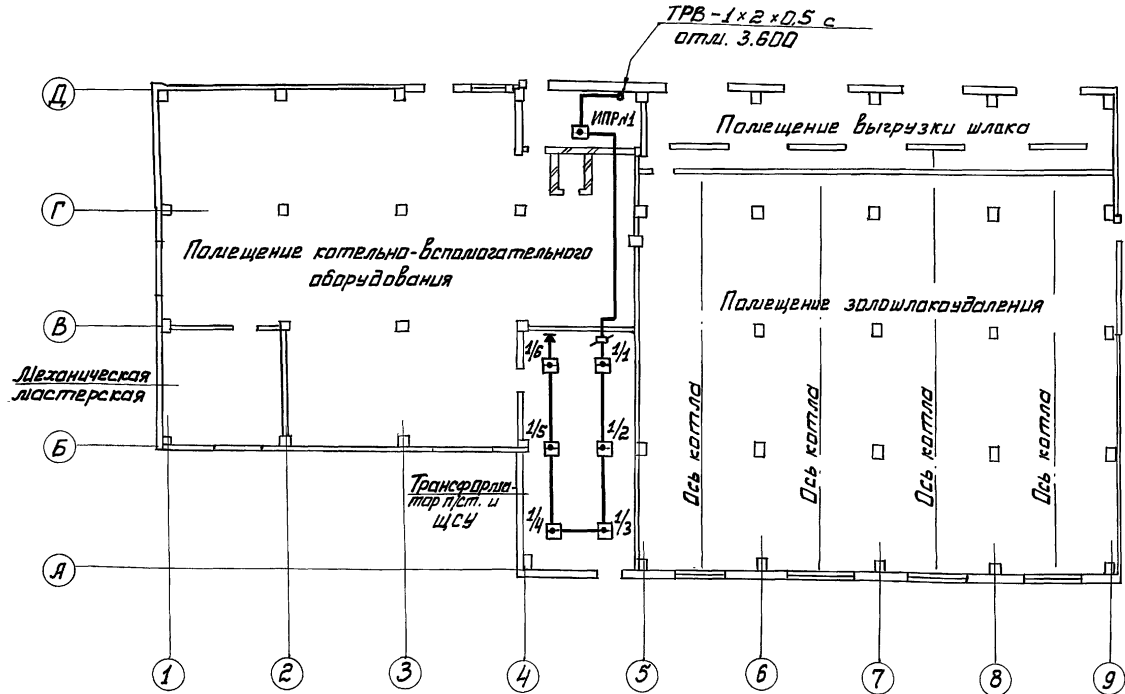 ТРВ-1×2×0,5 с
отм. 3.600
Д
ИПР№1
Помещение выгрузки шлака
Г
Помещение котельно-вспомогательного
оборудования
Помещение золошлакоудаления
В
1/6
1/1
Механическая
мастерская
Ось котла
Ось котла
Ось котла
Ось котла
Б
1/5
1/2
Трансформа-
тор п/ст. и
ЩСУ
1/4
1/3
А
1
2
3
4
5
6
7
8
9